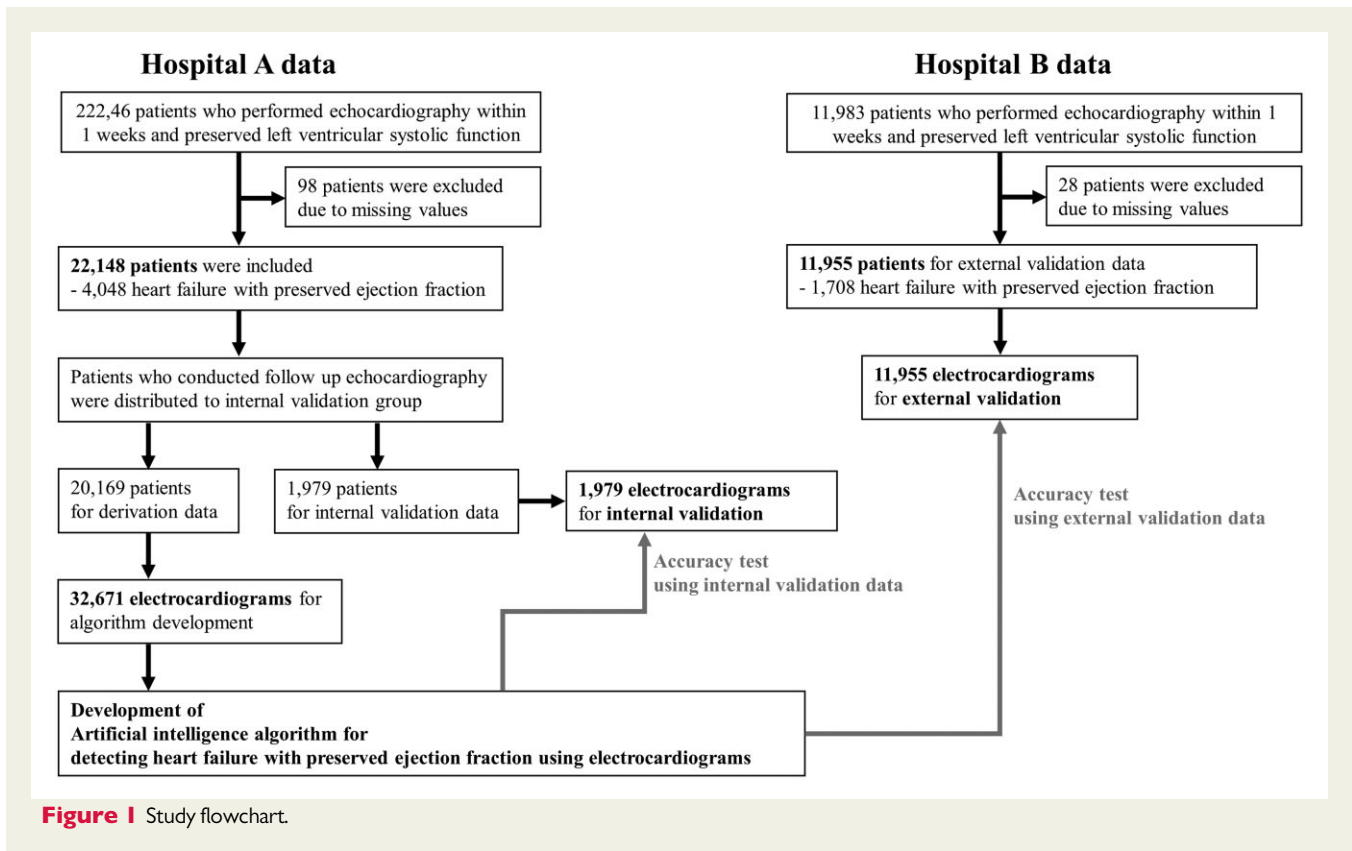 Hospital A data
222,46 patients who performed echocardiography within
1 weeks and preserved left ventricular systolic function
98 patients were excluded
due to missing values
22,148 patients were included
- 4,048 heart failure with preserved ejection fraction
Patients who conducted follow up echocardiography
were distributed to internal validation group
20,169 patients
for derivation data
1,979 patients
for internal validation data
1,979 electrocardiograms
for internal validation
Accuracy test
using internal validation data
32,671 electrocardiograms for
algorithm development
Development of
Artificial intelligence algorithm for
detecting heart failure with preserved ejection fraction using electrocardiograms
Hospital B data
11,983 patients who performed echocardiography within 1
weeks and preserved left ventricular systolic function
28 patients were excluded
due to missing values
11,955 patients for external validation data
- 1,708 heart failure with preserved ejection fraction
11,955 electrocardiograms
for external validation
Accuracy test
using external validation data
Figure 1 Study flowchart.